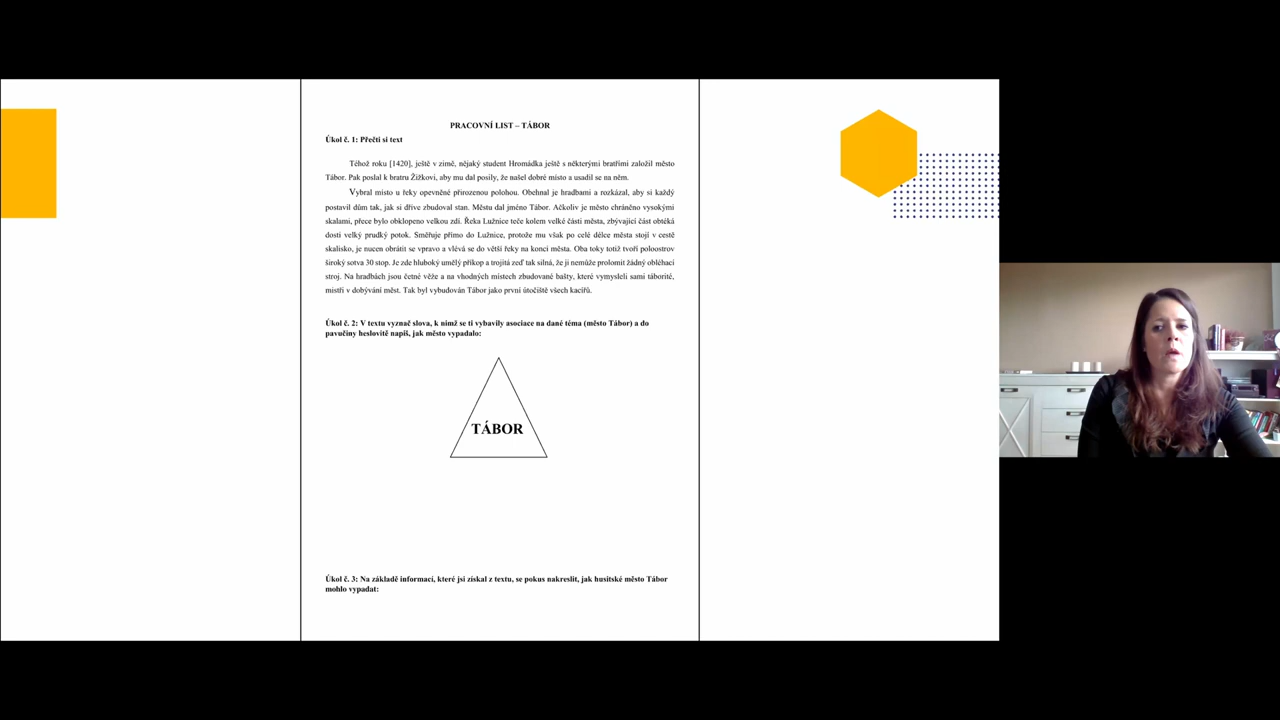 PRACOVNÍ LIST – TÁBOR
Úkol č. 1: Přečti si text
Téhož roku [1420], ještě v zimě, nějaký student Hromádka ještě s některými bratřími založil město
Tábor. Pak poslal k bratru Žižkovi, aby mu dal posily, že našel dobré místo a usadil se na něm.
Vybral místo u řeky opevněné přirozenou polohou. Obehnal je hradbami a rozkázal, aby si každý
postavil dům tak, jak si dříve zbudoval stan. Městu dal jméno Tábor. Ačkoliv je město chráněno vysokými
skalami, přece bylo obklopeno velkou zdí. Řeka Lužnice teče kolem velké části města, zbývající část obtéká
dosti velký prudký potok. Směřuje přímo do Lužnice, protože mu však po celé délce města stojí v cestě
skalisko, je nucen obrátit se vpravo a vlévá se do větší řeky na konci města. Oba toky totiž tvoří poloostrov
široký sotva 30 stop. Je zde hluboký umělý příkop a trojitá zeď tak silná, že ji nemůže prolomit žádný obléhací
stroj. Na hradbách jsou četné věže a na vhodných místech zbudované bašty, které vymysleli sami táborité,
mistři v dobývání měst. Tak byl vybudován Tábor jako první útočiště všech kacířů.
Úkol č. 2: V textu vyznač slova, k nimž se ti vybavily asociace na dané téma (město Tábor) a do
pavučiny heslovitě napiš, jak město vypadalo:
TÁBOR
Úkol č. 3: Na základě informací, které jsi získal z textu, se pokus nakreslit, jak husitské město Tábor
mohlo vypadat: